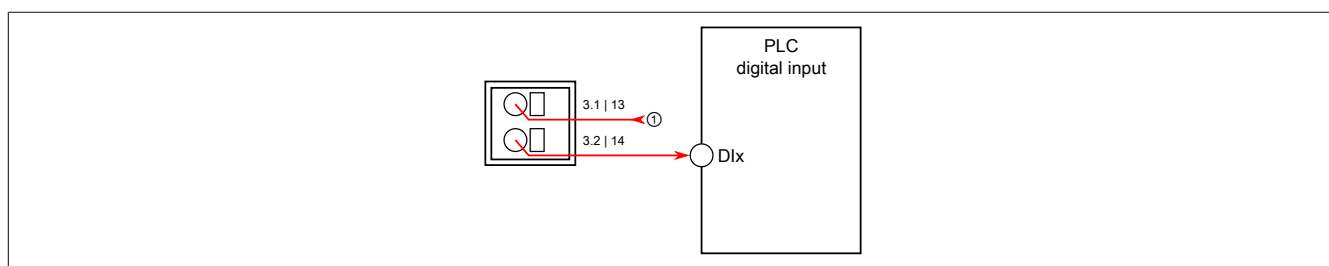 PLC
digital input
3.1 | 13
①
3.2 | 14
DIx